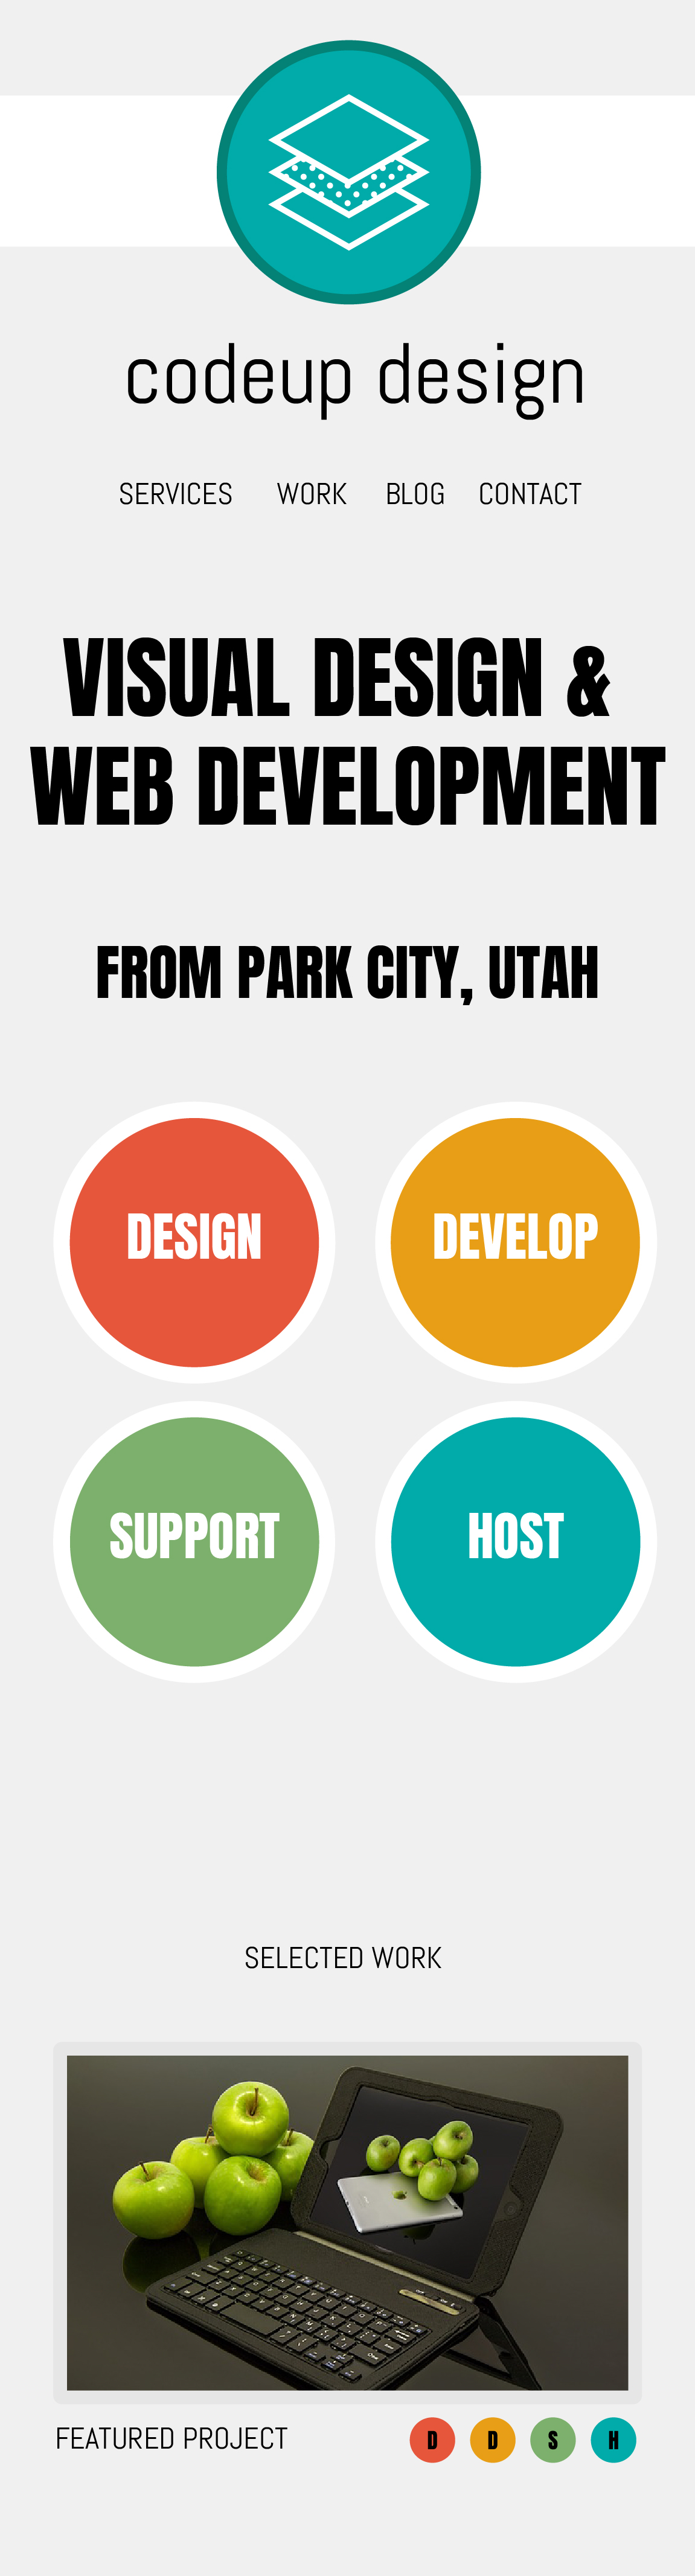 codeup design
SERVICES WORK BLOG CONTACT
VISUAL DESIGN &
WEB DEVELOPMENT
FROM PARK CITY, UTAH
DESIGN DEVELOP
SUPPORT HOST
SELECTED WORK
FEATURED PROJECT D D S H